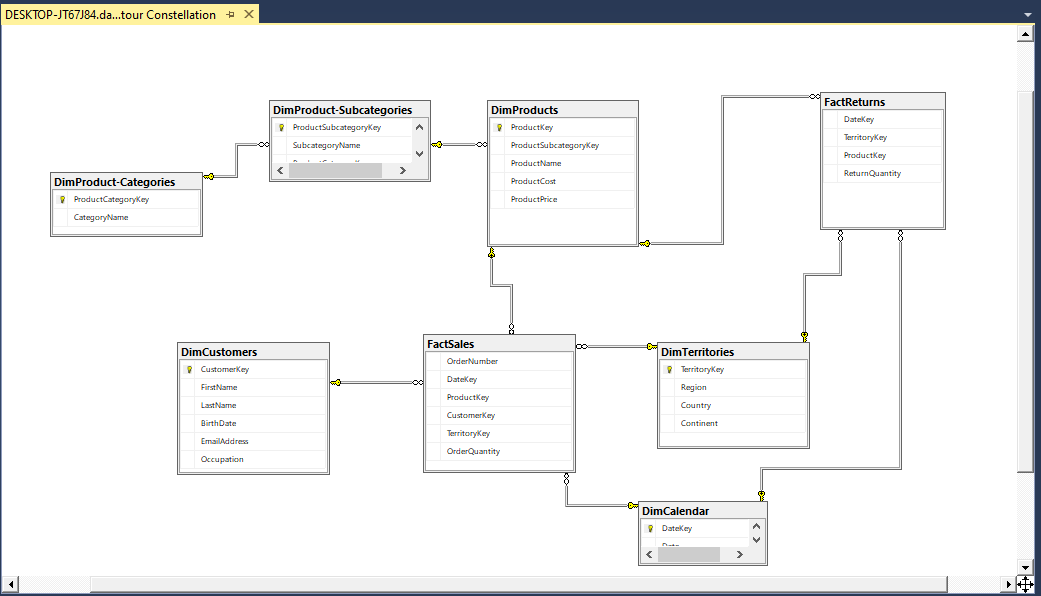 DESKTOP-JT67J84.da...tour Constellation
DimProduct-Categories
ProductCategoryKey
CategoryName
DimProduct-Subcategories
ProductSubcategoryKey
SubcategoryName
DimProducts
ProductKey
ProductSubcategoryKey
ProductName
ProductCost
ProductPrice
FactReturns
DateKey
TerritoryKey
ProductKey
ReturnQuantity
DimCustomers
CustomerKey
FirstName
LastName
BirthDate
EmailAddress
Occupation
FactSales
OrderNumber
DateKey
ProductKey
CustomerKey
TerritoryKey
OrderQuantity
DimTerritories
TerritoryKey
Region
Country
Continent
DimCalendar
DateKey